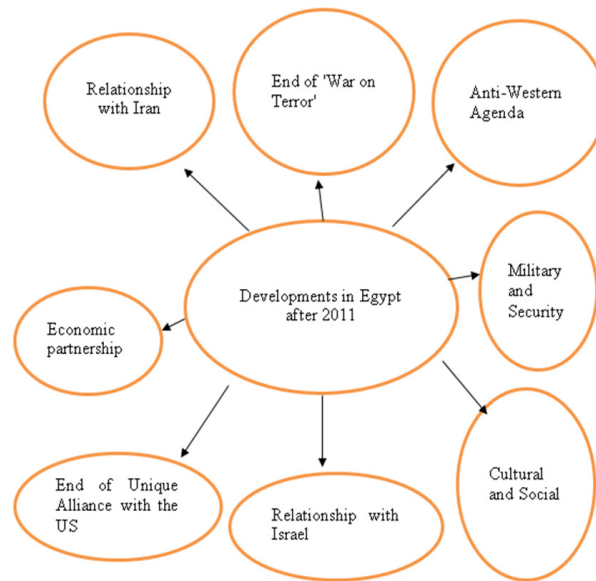 Relationship
with Iran
End of 'War on
Terror'
Anti-Western
Agenda
Developments in Egypt
after 2011
Military
and
Security
Economic
partnership
End of Unique
Alliance with the
US
Relationship with
Israel
Cultural
and Social